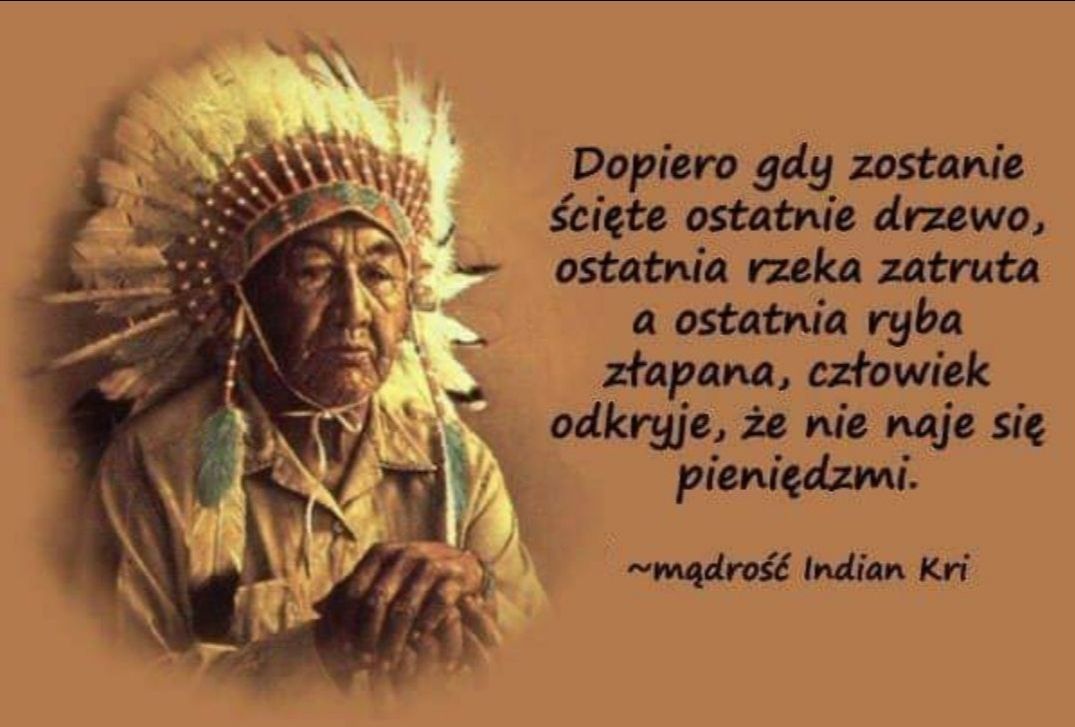 Dopiero gdy zostanie
ścięte ostatnie drzewo,
ostatnia rzeka zatruta
a ostatnia ryba
złapana, człowiek
odkryje, że nie naje się
pieniędzmi.
~mądrość Indian Kri